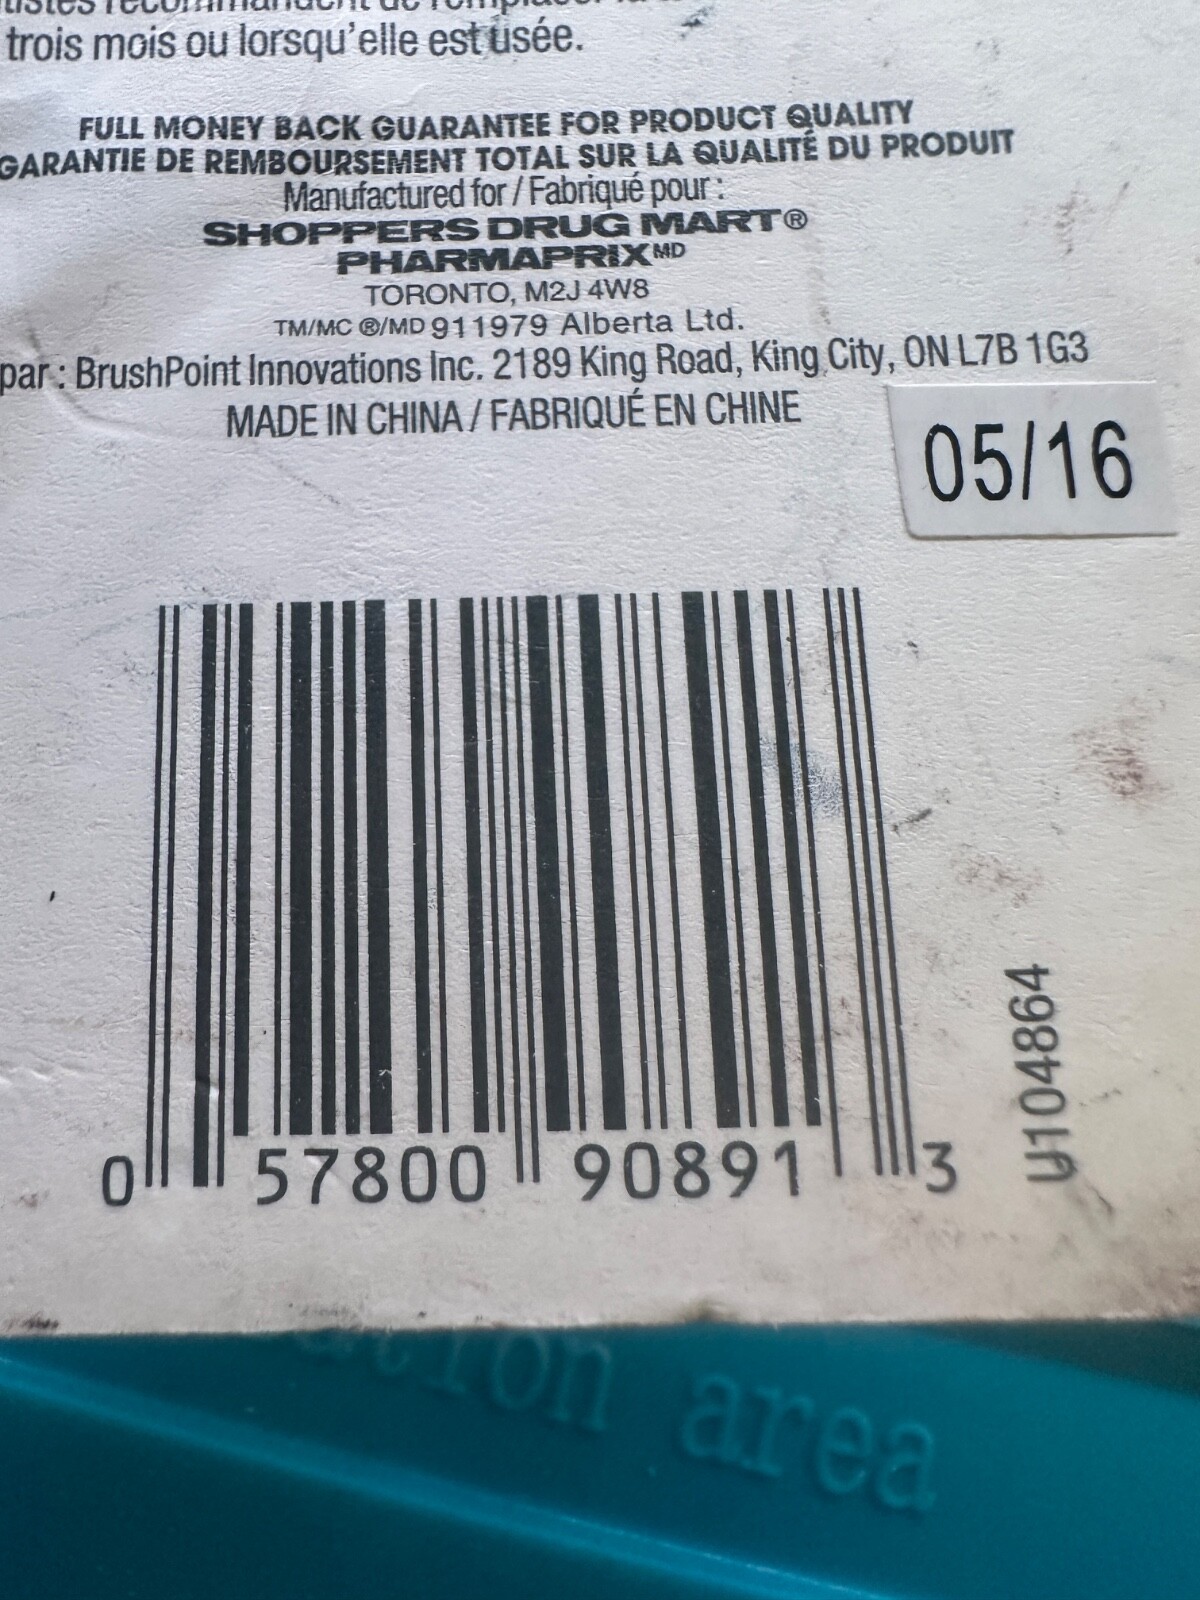 trois mois ou lorsqu'elle est usée.
FULL MONEY BACK GUARANTEE FOR PRODUCT QUALITY
GARANTIE DE REMBOURSEMENT TOTAL SUR LA QUALITÉ DU PRODUIT
Manufactured for / Fabriqué pour :
SHOPPERS DRUG MART®
PHARMAPRIX MD
TORONTO, M2J 4W8
TM/MC ®/MD 911979 Alberta Ltd.
par : BrushPoint Innovations Inc. 2189 King Road, King City, ON L7B 1G3
MADE IN CHINA / FABRIQUÉ EN CHINE
05/16
0 57800 90891 3
U104864
area